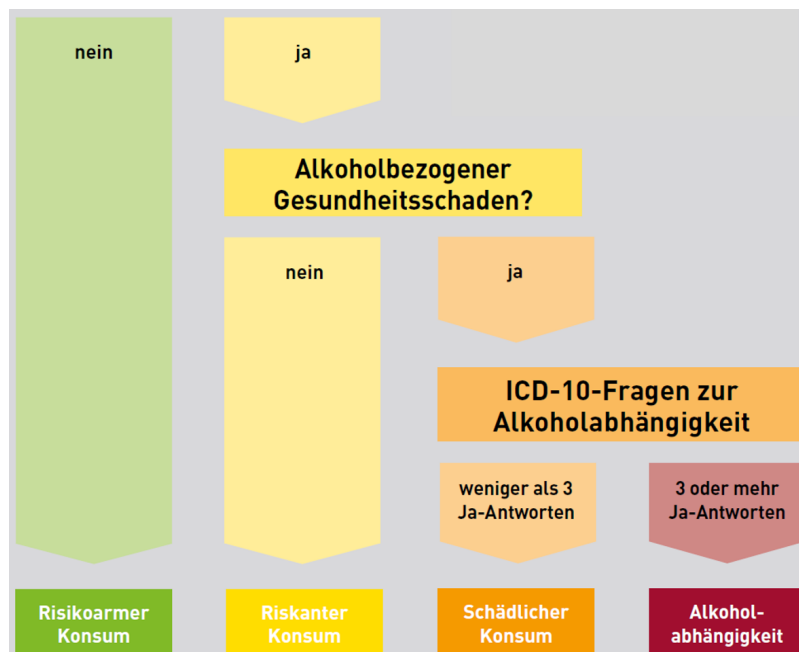 nein
ja
Alkoholbezogener
Gesundheitsschaden?
nein
ja
ICD-10-Fragen zur
Alkoholabhängigkeit
weniger als 3
Ja-Antworten
3 oder mehr
Ja-Antworten
Risikoarmer
Konsum
Riskanter
Konsum
Schädlicher
Konsum
Alkohol-
abhängigkeit